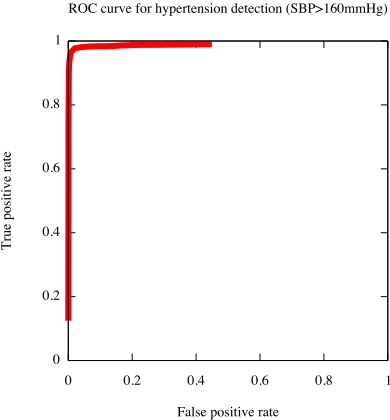 ROC curve for hypertension detection (SBP>160mmHg)
1
0.8
0.6
0.4
0.2
0
0 0.2 0.4 0.6 0.8 1
True positive rate
False positive rate